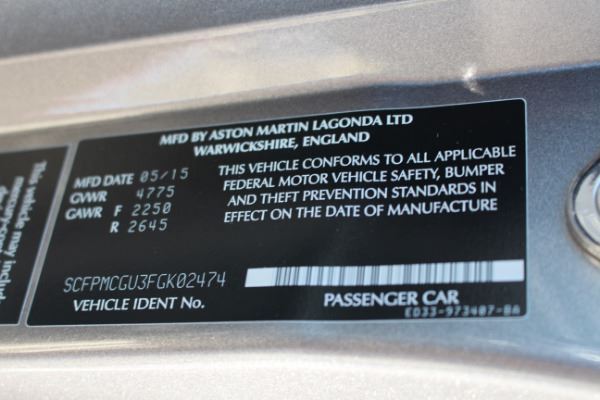 MFD BY ASTON MARTIN LAGONDA LTD
WARWICKSHIRE, ENGLAND
MFD DATE 05/15
GVWR 4775
GAWR F 2250
R 2645
THIS VEHICLE CONFORMS TO ALL APPLICABLE
FEDERAL MOTOR VEHICLE SAFETY, BUMPER
AND THEFT PREVENTION STANDARDS IN
EFFECT ON THE DATE OF MANUFACTURE
SCFPMCGU3FGK02474
VEHICLE IDENT No.
PASSENGER CAR
ED33-973407-BA
This vehicle may include